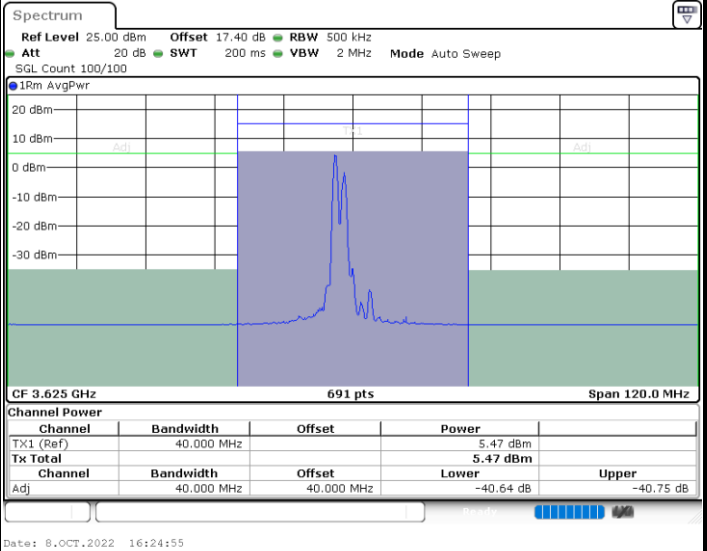 Spectrum
Ref Level 25.00 dBm Offset 17.40 dB RBW 500 kHz
Att 20 dB SWT 200 ms VBW 2 MHz Mode Auto Sweep
SGL Count 100/100
1Rm AvgPwr
20 dBm
TX1
10 dBm
Adj Adj
0 dBm
-10 dBm
-20 dBm
-30 dBm
CF 3.625 GHz 691 pts Span 120.0 MHz
Channel Power
Channel Bandwidth Offset Power
TX1 (Ref) 40.000 MHz 5.47 dBm
Tx Total 5.47 dBm
Channel Bandwidth Offset Lower Upper
Adj 40.000 MHz 40.000 MHz -40.64 dB -40.75 dB
Ready
Date: 8.OCT.2022 16:24:55